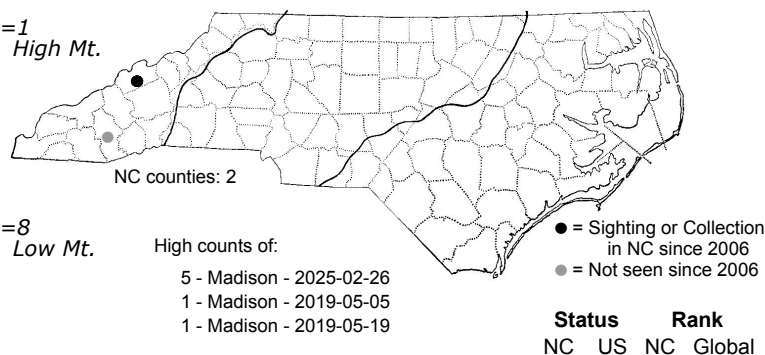 =1
High Mt.
NC counties: 2
=8
Low Mt.
High counts of:
5 - Madison - 2025-02-26
1 - Madison - 2019-05-05
1 - Madison - 2019-05-19
● = Sighting or Collection
in NC since 2006
● = Not seen since 2006
Status Rank
NC US NC Global